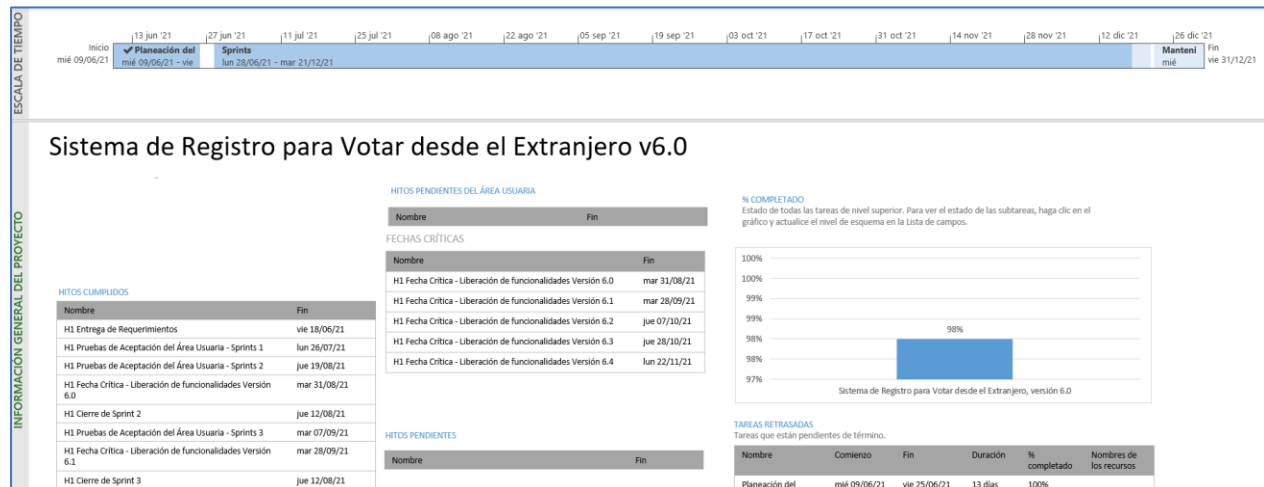 ESCALA DE TIEMPO
13 jun '21 27 jun '21 11 jul '21 25 jul '21 08 ago '21 22 ago '21 05 sep '21 19 sep '21 03 oct '21 17 oct '21 31 oct '21 14 nov '21 28 nov '21 12 dic '21 26 dic '21
Inicio
mié 09/06/21
✔ Planeación del
mié 09/06/21 - vie
Sprints
lun 28/06/21 - mar 21/12/21
Manteni
mié
Fin
vie 31/12/21
INFORMACIÓN GENERAL DEL PROYECTO
Sistema de Registro para Votar desde el Extranjero v6.0
HITOS CUMPLIDOS
Nombre Fin
H1 Entrega de Requerimientos vie 18/06/21
H1 Pruebas de Aceptación del Área Usuaria - Sprints 1 lun 26/07/21
H1 Pruebas de Aceptación del Área Usuaria - Sprints 2 jue 19/08/21
H1 Fecha Crítica - Liberación de funcionalidades Versión mar 31/08/21
6.0
H1 Cierre de Sprint 2 jue 12/08/21
H1 Pruebas de Aceptación del Área Usuaria - Sprints 3 mar 07/09/21
H1 Fecha Crítica - Liberación de funcionalidades Versión mar 28/09/21
6.1
H1 Cierre de Sprint 3 jue 12/08/21
HITOS PENDIENTES DEL ÁREA USUARIA
Nombre Fin
FECHAS CRÍTICAS
Nombre Fin
H1 Fecha Crítica - Liberación de funcionalidades Versión 6.0 mar 31/08/21
H1 Fecha Crítica - Liberación de funcionalidades Versión 6.1 mar 28/09/21
H1 Fecha Crítica - Liberación de funcionalidades Versión 6.2 jue 07/10/21
H1 Fecha Crítica - Liberación de funcionalidades Versión 6.3 jue 28/10/21
H1 Fecha Crítica - Liberación de funcionalidades Versión 6.4 lun 22/11/21
HITOS PENDIENTES
Nombre Fin
% COMPLETADO
Estado de todas las tareas de nivel superior. Para ver el estado de las subtareas, haga clic en el
gráfico y actualice el nivel de esquema en la Lista de campos.
100%
100%
99%
99%
98%
98%
97%
98%
Sistema de Registro para Votar desde el Extranjero, versión 6.0
TAREAS RETRASADAS
Tareas que están pendientes de término.
Nombre Comienzo Fin Duración % Nombres de
completado los recursos
Planeación del mié 09/06/21 vie 25/06/21 13 días 100%